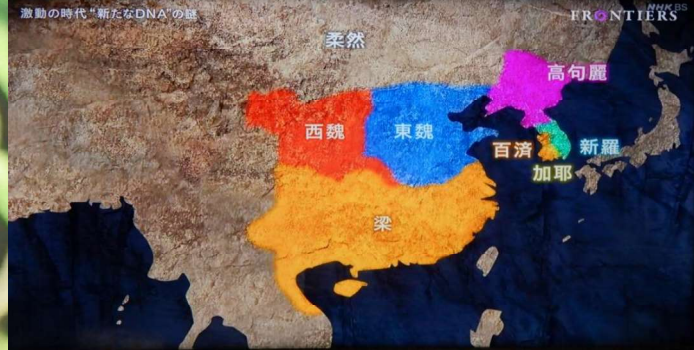 激動の時代“新たなDNA”の謎
NHK BS
FRONTIERS
柔然
高句麗
西魏
東魏
百済
新羅
加耶
梁